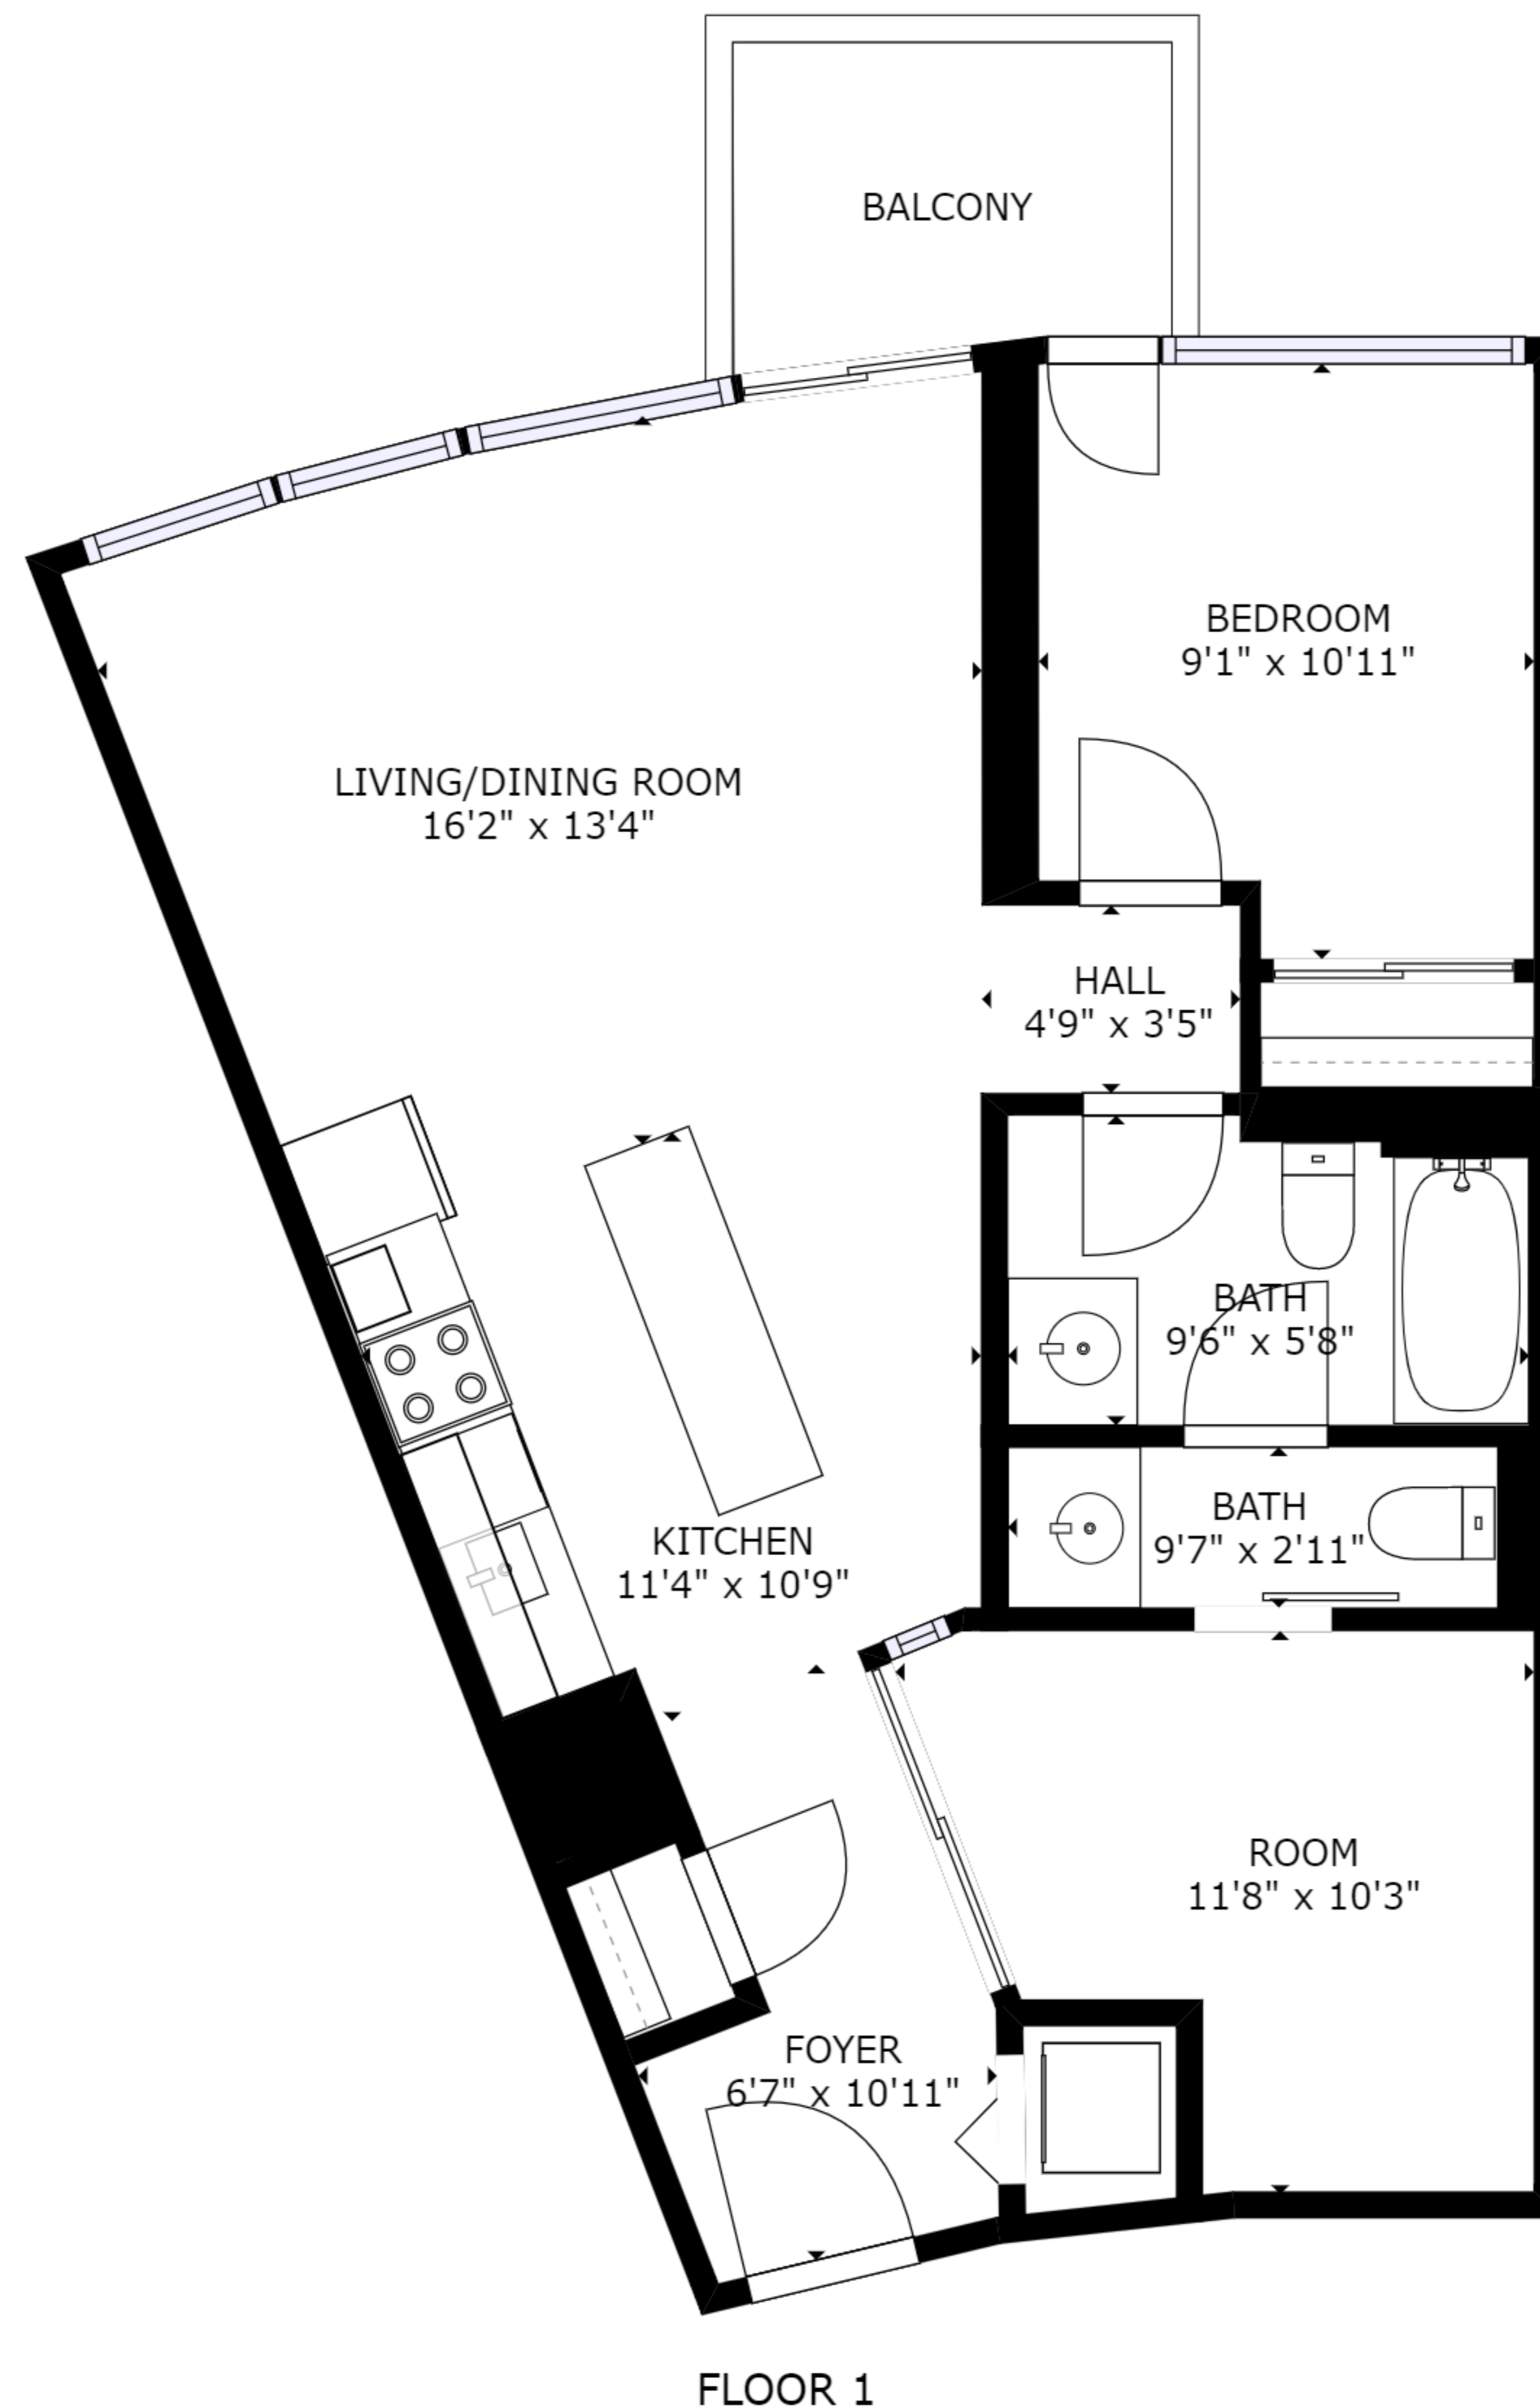 BALCONY
BEDROOM
9'1" x 10'11"
LIVING/DINING ROOM
16'2" x 13'4"
HALL
4'9" x 3'5"
BATH
9'6" x 5'8"
BATH
9'7" x 2'11"
KITCHEN
11'4" x 10'9"
ROOM
11'8" x 10'3"
FOYER
6'7" x 10'11"
FLOOR 1